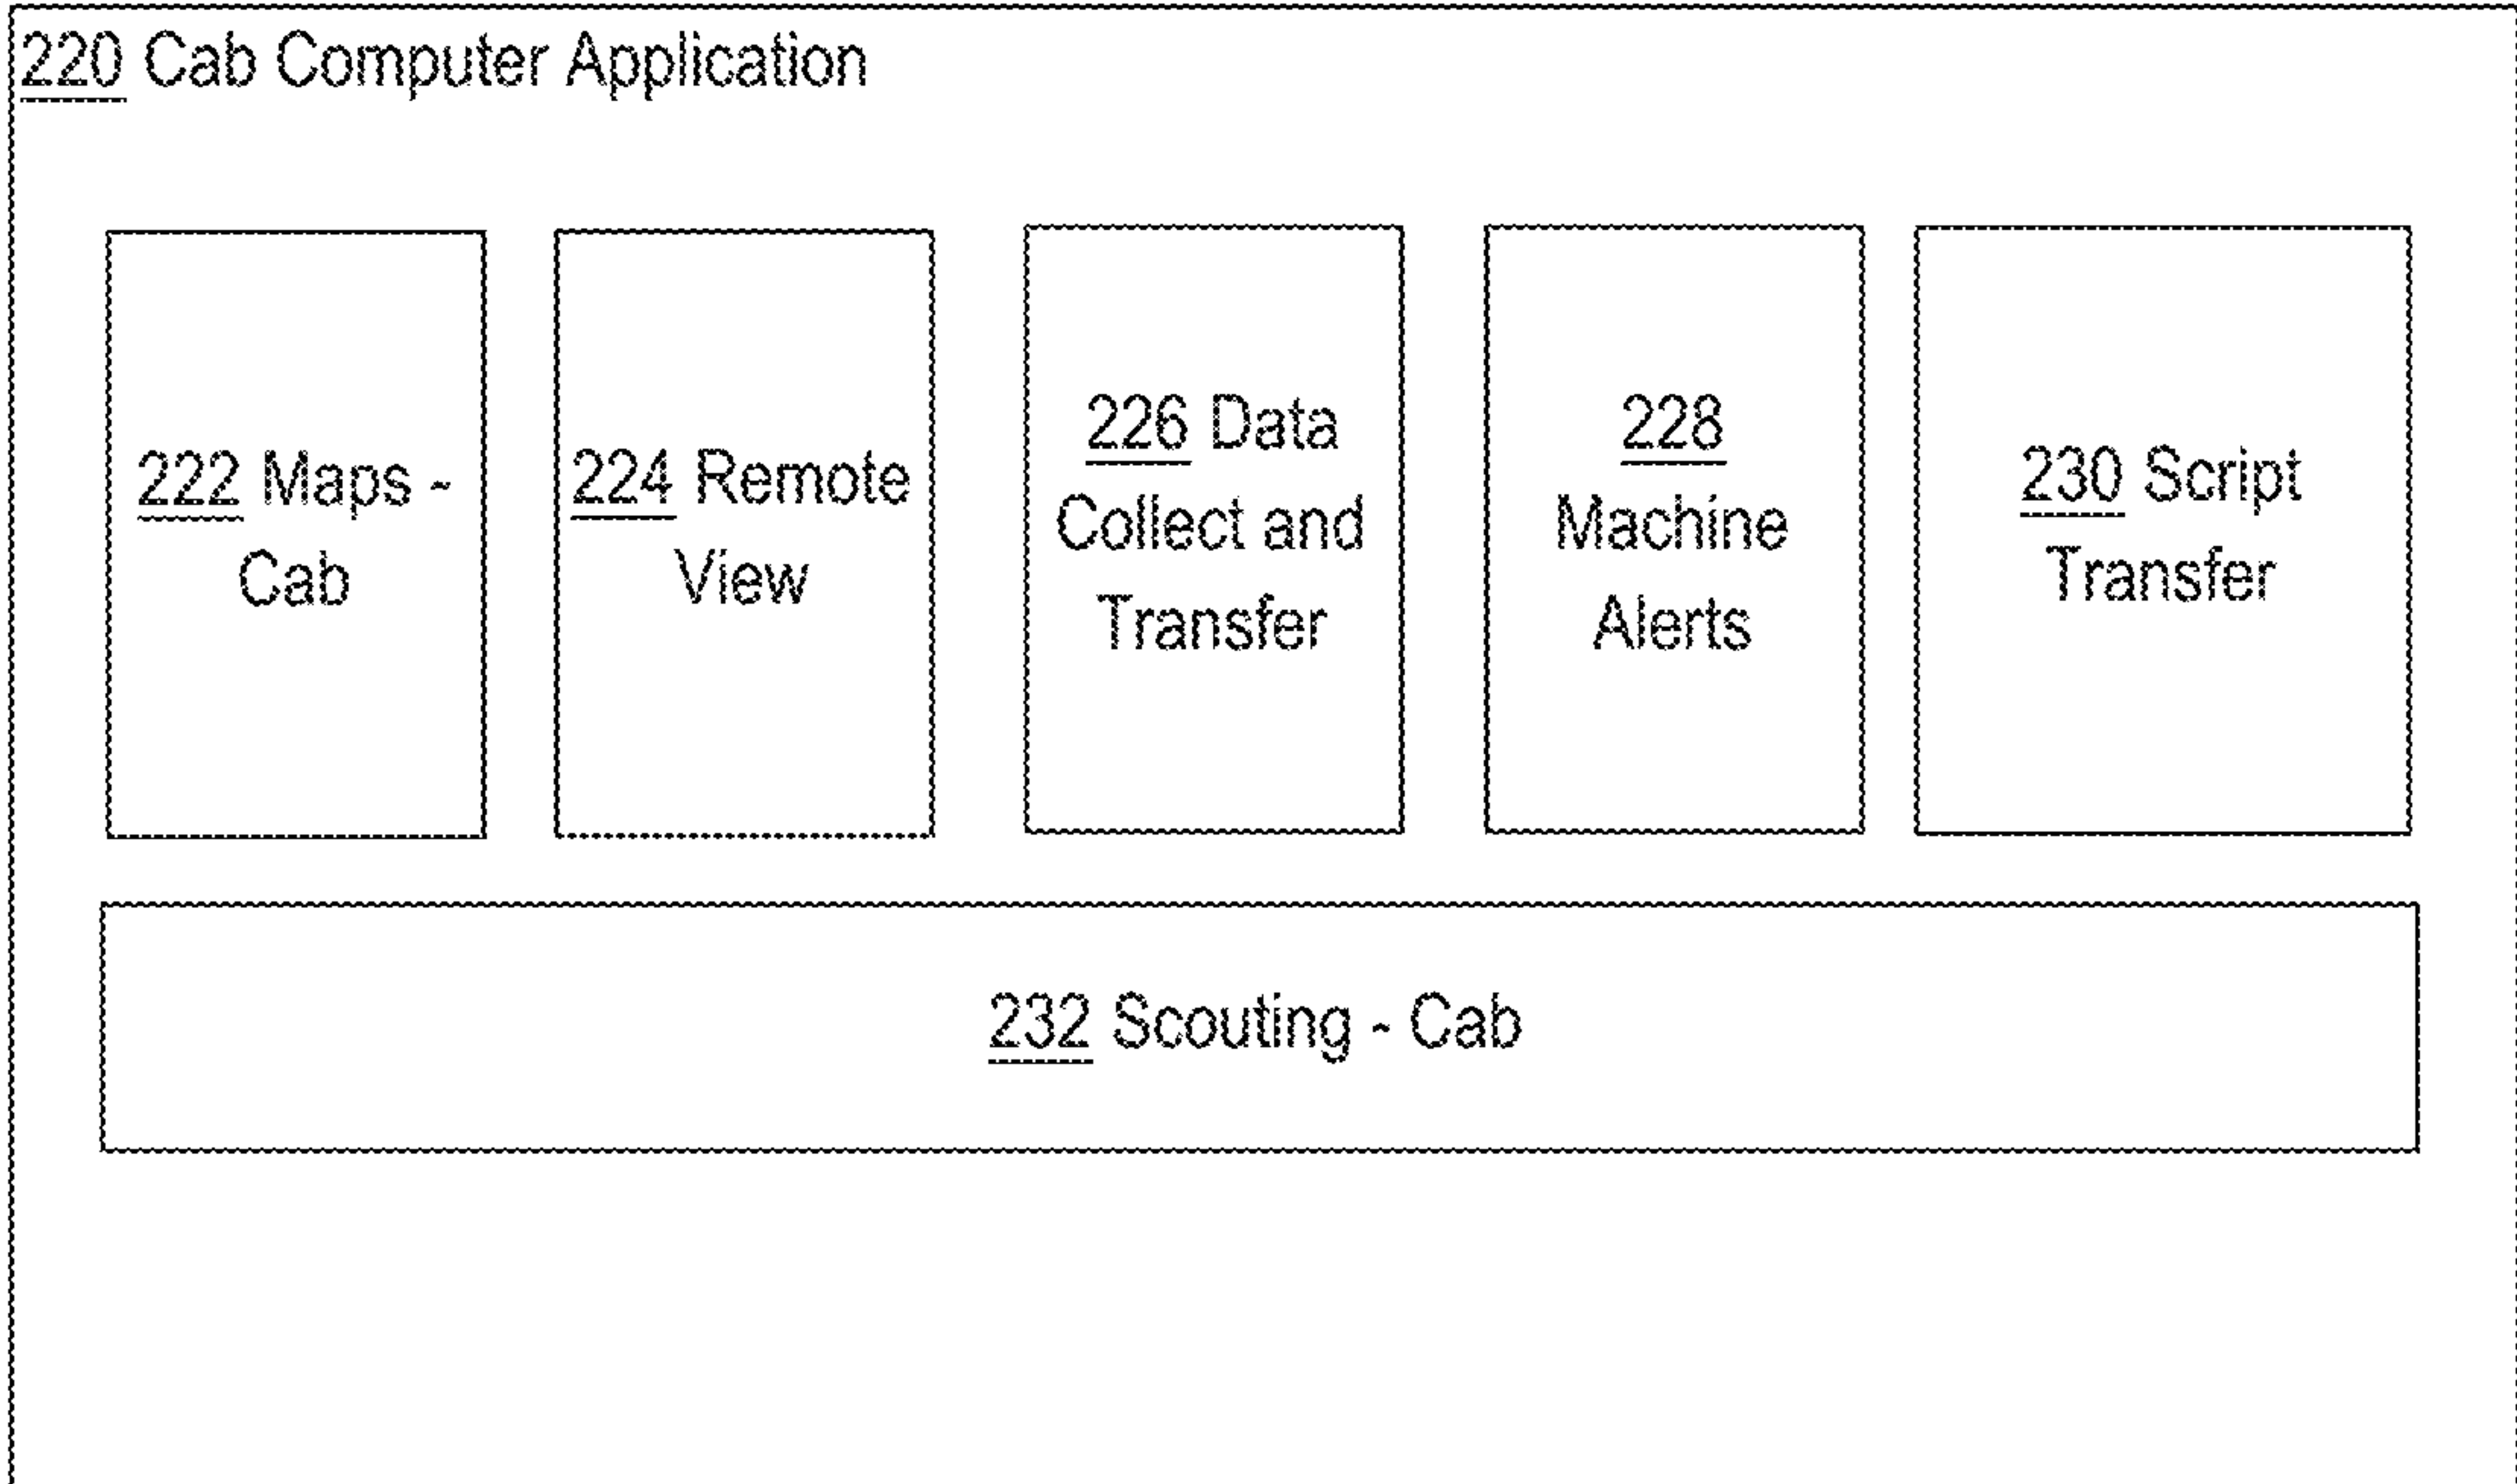 220 Cab Computer Application
222 Maps -
Cab
224 Remote
View
226 Data
Collect and
Transfer
228
Machine
Alerts
230 Script
Transfer
232 Scouting - Cab